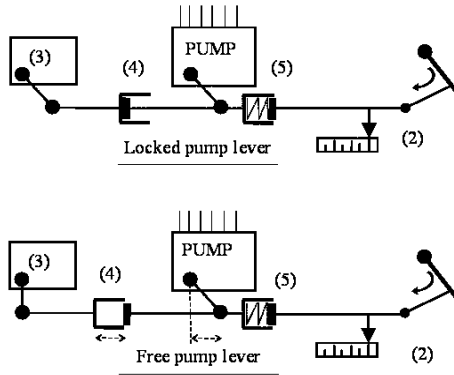 (3)
(4)
PUMP
(5)
(2)
Locked pump lever
(3)
(4)
PUMP
(5)
(2)
Free pump lever